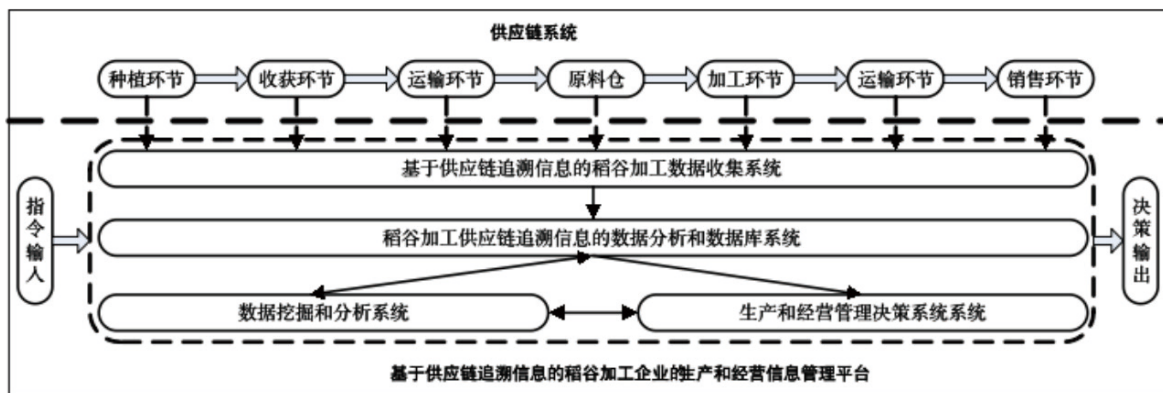 供应链系统
种植环节
收获环节
运输环节
原料仓
加工环节
运输环节
销售环节
基于供应链追溯信息的稻谷加工数据收集系统
指令输人
稻谷加工供应链追溯信息的数据分析和数据库系统
决策输出
数据挖掘和分析系统
生产和经营管理决策系统系统
基于供应链追溯信息的稻谷加工企业的生产和经营信息管理平台